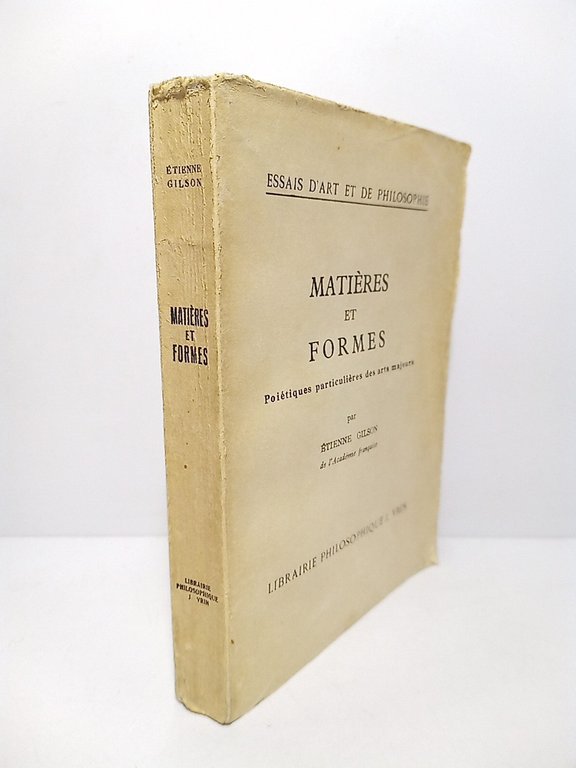 ÉTIENNE
GILSON
MATIÈRES
ET
FORMES
LIBRAIRIE
PHILOSOPHIQUE
J. VRIN
ESSAIS D'ART ET DE PHILOSOPHIE
MATIÈRES
ET
FORMES
Poiétiques particulières des arts majeurs
par
ÉTIENNE GILSON
de l'Académie française
LIBRAIRIE PHILOSOPHIQUE J. VRIN